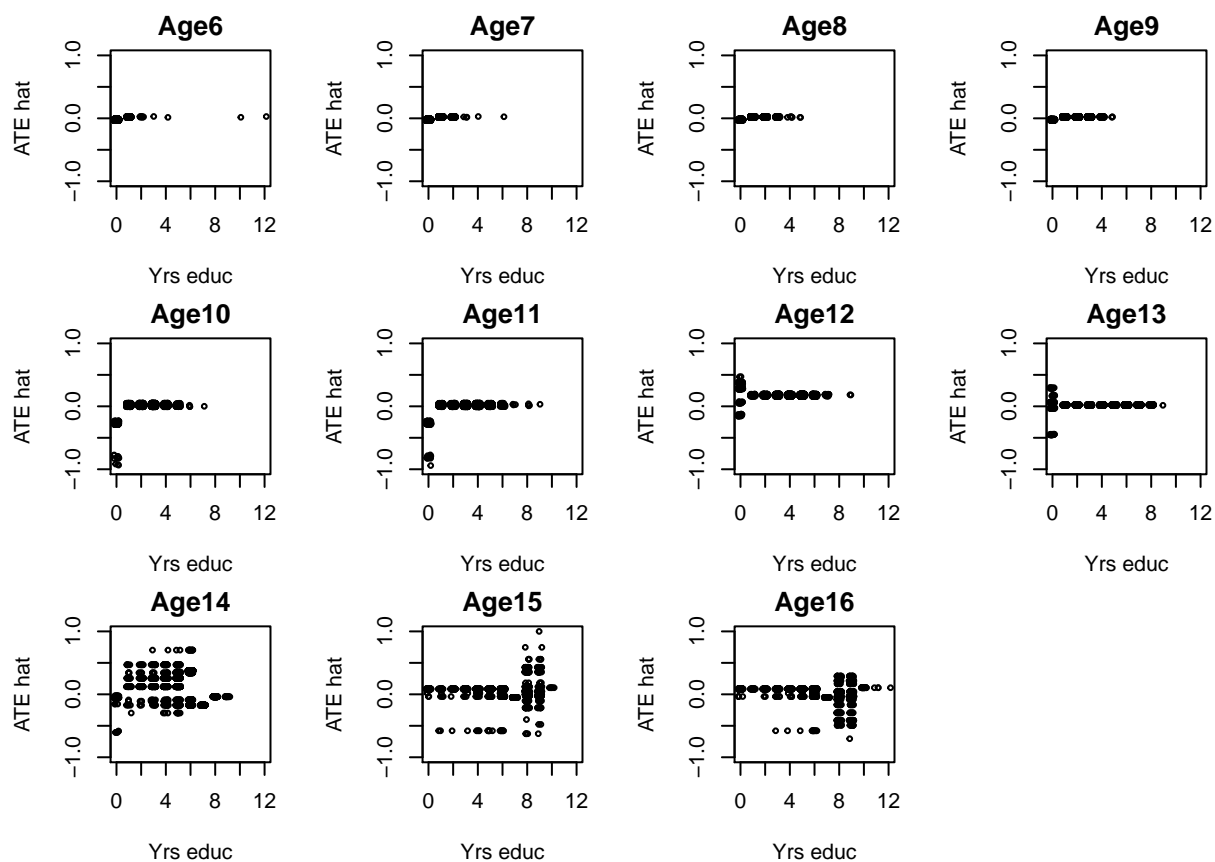 Age6 Age7 Age8 Age9
ATE hat −1.0 0.0 1.0 ATE hat −1.0 0.0 1.0 ATE hat −1.0 0.0 1.0 ATE hat −1.0 0.0 1.0
0 4 8 12 0 4 8 12 0 4 8 12 0 4 8 12
Yrs educ Yrs educ Yrs educ Yrs educ
Age10 Age11 Age12 Age13
ATE hat −1.0 0.0 1.0 ATE hat −1.0 0.0 1.0 ATE hat −1.0 0.0 1.0 ATE hat −1.0 0.0 1.0
0 4 8 12 0 4 8 12 0 4 8 12 0 4 8 12
Yrs educ Yrs educ Yrs educ Yrs educ
Age14 Age15 Age16
ATE hat −1.0 0.0 1.0 ATE hat −1.0 0.0 1.0 ATE hat −1.0 0.0 1.0
0 4 8 12 0 4 8 12 0 4 8 12
Yrs educ Yrs educ Yrs educ